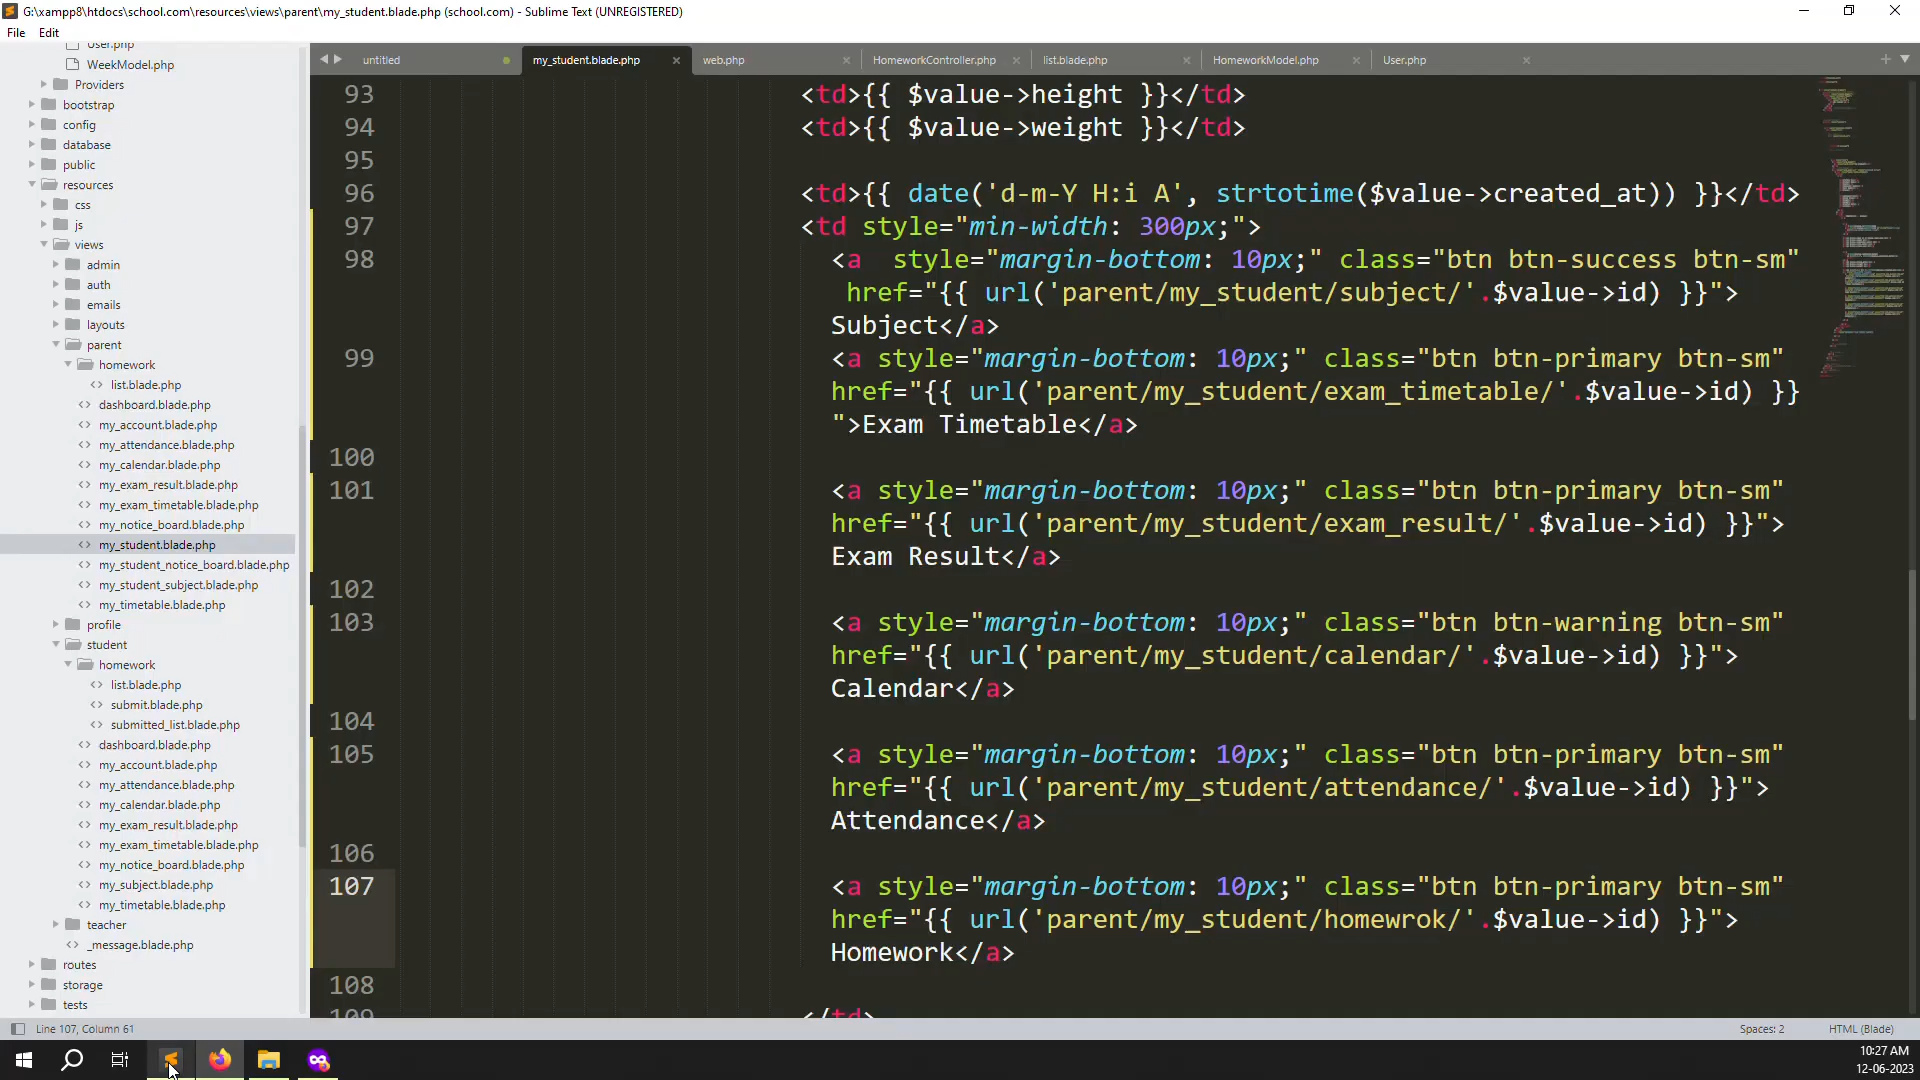 G:\xampp8\htdocs\school.com\resources\views\parent\my_student.blade.php (school.com) - Sublime Text (UNREGISTERED)
File Edit
User.php
WeekModel.php
Providers
bootstrap
config
database
public
resources
css
js
views
admin
auth
emails
layouts
parent
homework
list.blade.php
dashboard.blade.php
my_account.blade.php
my_attendance.blade.php
my_calendar.blade.php
my_exam_result.blade.php
my_exam_timetable.blade.php
my_notice_board.blade.php
my_student.blade.php
my_student_notice_board.blade.php
my_student_subject.blade.php
my_timetable.blade.php
profile
student
homework
list.blade.php
submit.blade.php
submitted_list.blade.php
dashboard.blade.php
my_account.blade.php
my_attendance.blade.php
my_calendar.blade.php
my_exam_result.blade.php
my_exam_timetable.blade.php
my_notice_board.blade.php
my_subject.blade.php
my_timetable.blade.php
teacher
_message.blade.php
routes
storage
tests
untitled my_student.blade.php web.php HomeworkController.php list.blade.php HomeworkModel.php User.php
93 <td>{{ $value->height }}</td>
94 <td>{{ $value->weight }}</td>
95
96 <td>{{ date('d-m-Y H:i A', strtotime($value->created_at)) }}</td>
97 <td style="min-width: 300px;">
98 <a  style="margin-bottom: 10px;" class="btn btn-success btn-sm"
href="{{ url('parent/my_student/subject/'.$value->id) }}">
Subject</a>
99 <a style="margin-bottom: 10px;" class="btn btn-primary btn-sm"
href="{{ url('parent/my_student/exam_timetable/'.$value->id) }}
">Exam Timetable</a>
100
101 <a style="margin-bottom: 10px;" class="btn btn-primary btn-sm"
href="{{ url('parent/my_student/exam_result/'.$value->id) }}">
Exam Result</a>
102
103 <a style="margin-bottom: 10px;" class="btn btn-warning btn-sm"
href="{{ url('parent/my_student/calendar/'.$value->id) }}">
Calendar</a>
104
105 <a style="margin-bottom: 10px;" class="btn btn-primary btn-sm"
href="{{ url('parent/my_student/attendance/'.$value->id) }}">
Attendance</a>
106
107 <a style="margin-bottom: 10px;" class="btn btn-primary btn-sm"
href="{{ url('parent/my_student/homewrok/'.$value->id) }}">
Homework</a>
108
109 </td>
Line 107, Column 61 Spaces: 2 HTML (Blade)
10:27 AM
12-06-2023